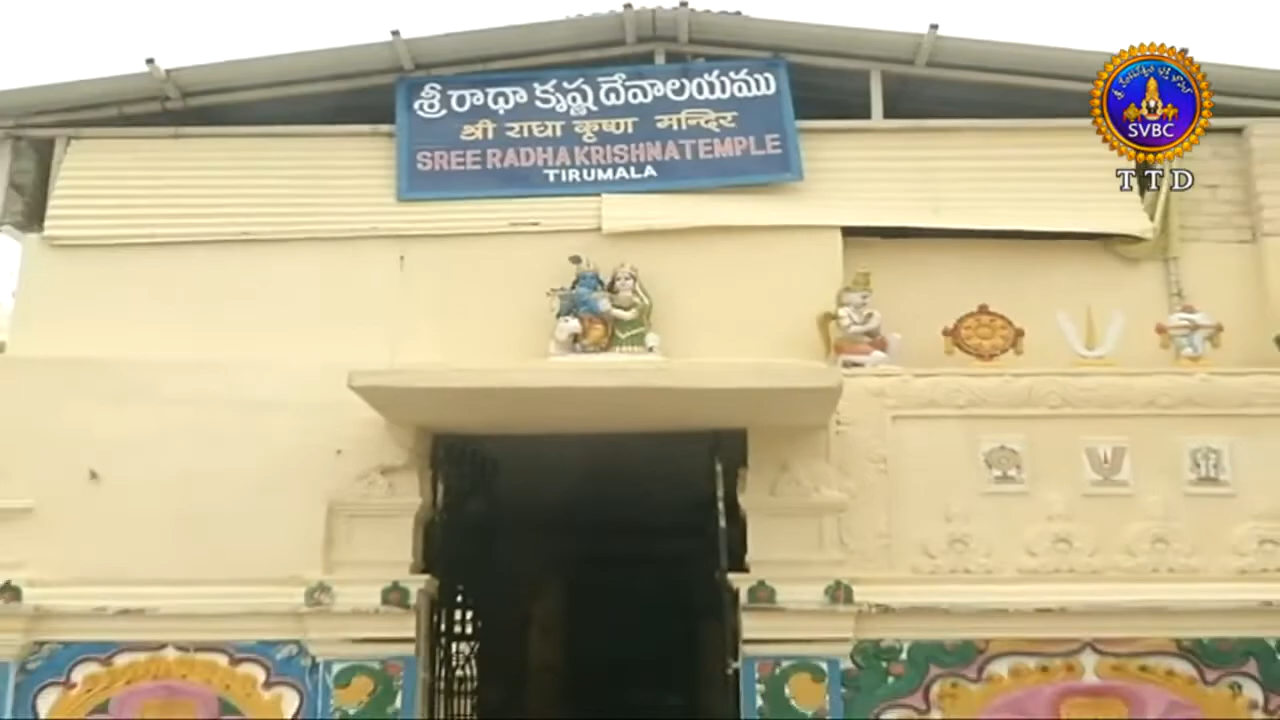 శ్రీ రాధా కృష్ణ దేవాలయము
श्री राधा कृष्णा मन्दिर
SREE RADHA KRISHNA TEMPLE
TIRUMALA
SVBC
TTD